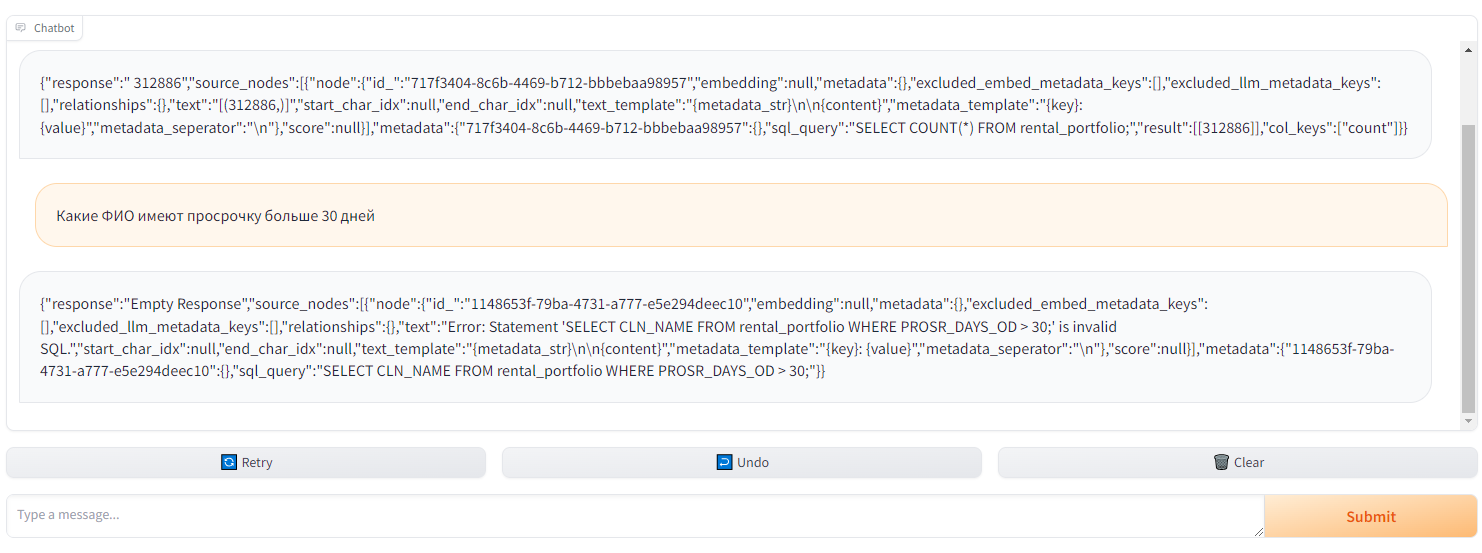 Chatbot
{"response":" 312886","source_nodes":[{"node":{"id_":"717f3404-8c6b-4469-b712-bbbebaa98957","embedding":null,"metadata":{},"excluded_embed_metadata_keys":[],"excluded_llm_metadata_keys":
[],"relationships":{},"text":"[(312886,)]","start_char_idx":null,"end_char_idx":null,"text_template":"{metadata_str}\n\n{content}","metadata_template":"{key}:
{value}","metadata_seperator":"\n"},"score":null}],"metadata":{"717f3404-8c6b-4469-b712-bbbebaa98957":{},"sql_query":"SELECT COUNT(*) FROM rental_portfolio;","result":[[312886]],"col_keys":["count"]}}
Какие ФИО имеют просрочку больше 30 дней
{"response":"Empty Response","source_nodes":[{"node":{"id_":"1148653f-79ba-4731-a777-e5e294deec10","embedding":null,"metadata":{},"excluded_embed_metadata_keys":
[],"excluded_llm_metadata_keys":[],"relationships":{},"text":"Error: Statement 'SELECT CLN_NAME FROM rental_portfolio WHERE PROSR_DAYS_OD > 30;' is invalid
SQL.","start_char_idx":null,"end_char_idx":null,"text_template":"{metadata_str}\n\n{content}","metadata_template":"{key}: {value}","metadata_seperator":"\n"},"score":null}],"metadata":{"1148653f-79ba-
4731-a777-e5e294deec10":{},"sql_query":"SELECT CLN_NAME FROM rental_portfolio WHERE PROSR_DAYS_OD > 30;"}}
Retry
Undo
Clear
Type a message...
Submit